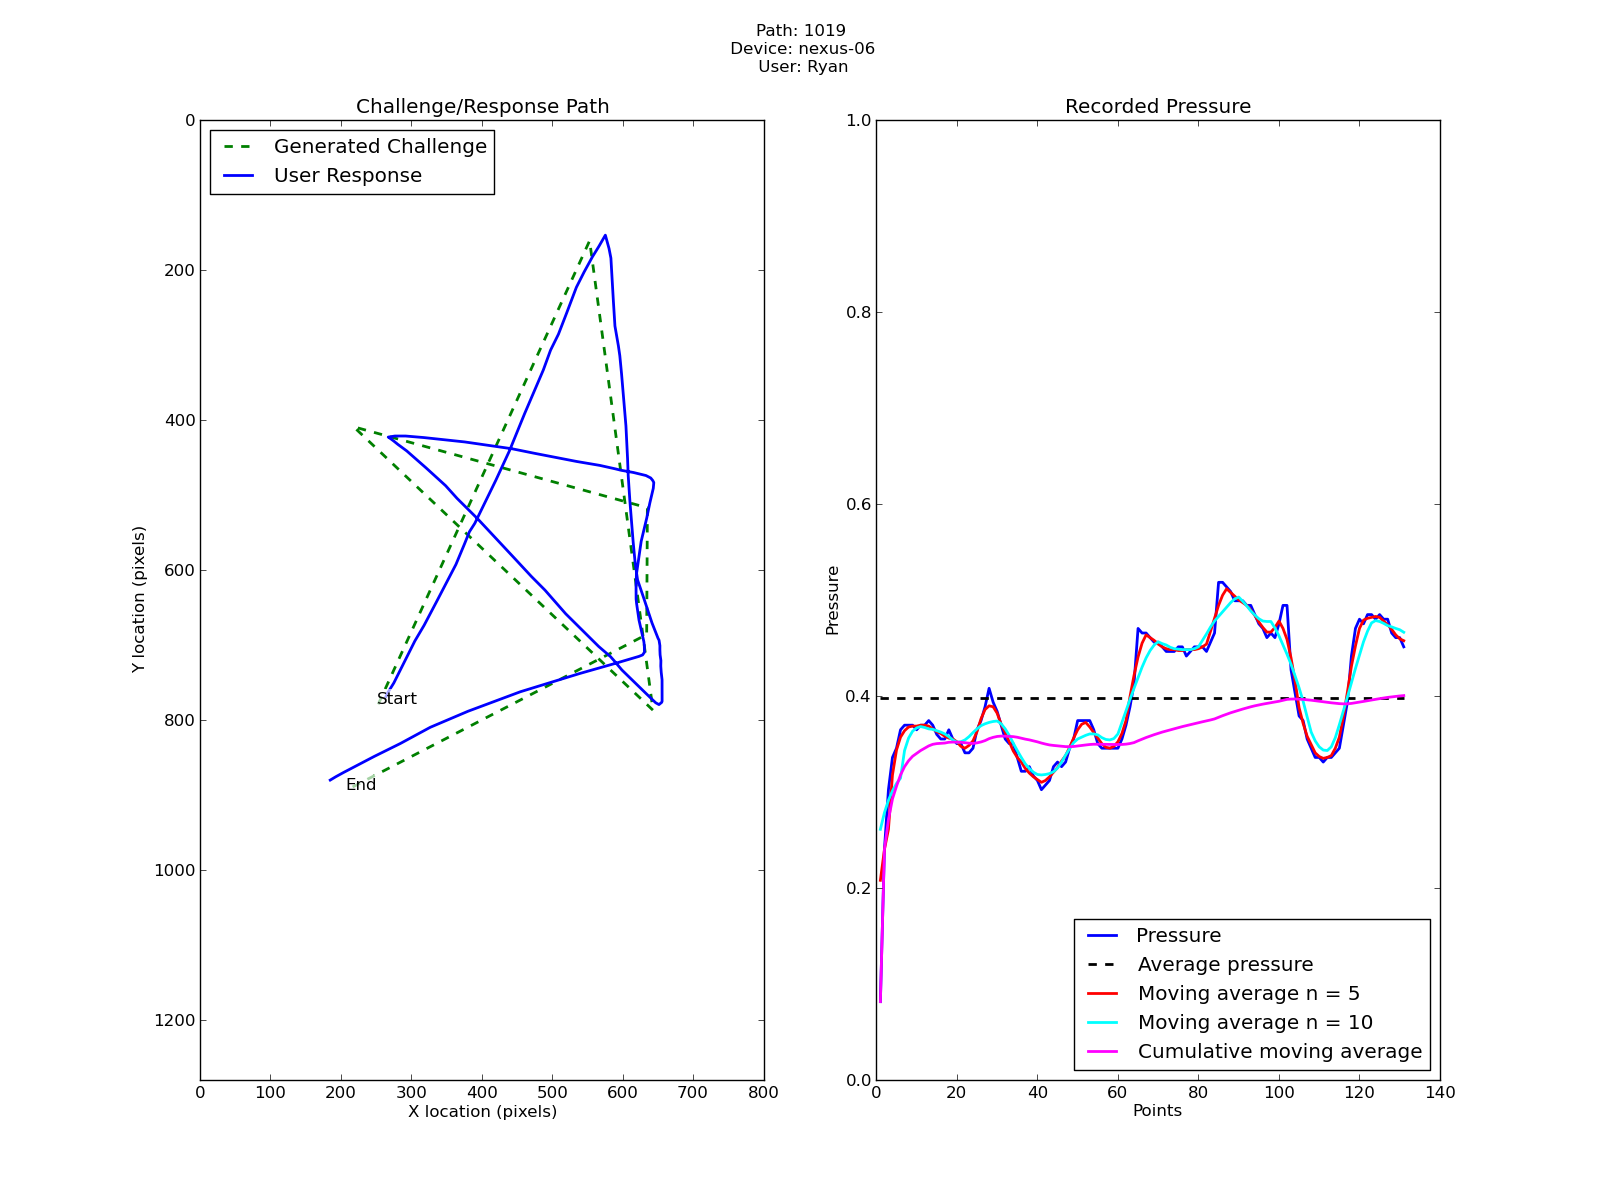 Path: 1019
Device: nexus-06
User: Ryan
Challenge/Response Path
Generated Challenge
User Response
0
200
400
600
800
1000
1200
Y location (pixels)
Start
End
0 100 200 300 400 500 600 700 800
X location (pixels)
Recorded Pressure
1.0
0.8
0.6
0.4
0.2
0.0
Pressure
Pressure
Average pressure
Moving average n = 5
Moving average n = 10
Cumulative moving average
0 20 40 60 80 100 120 140
Points